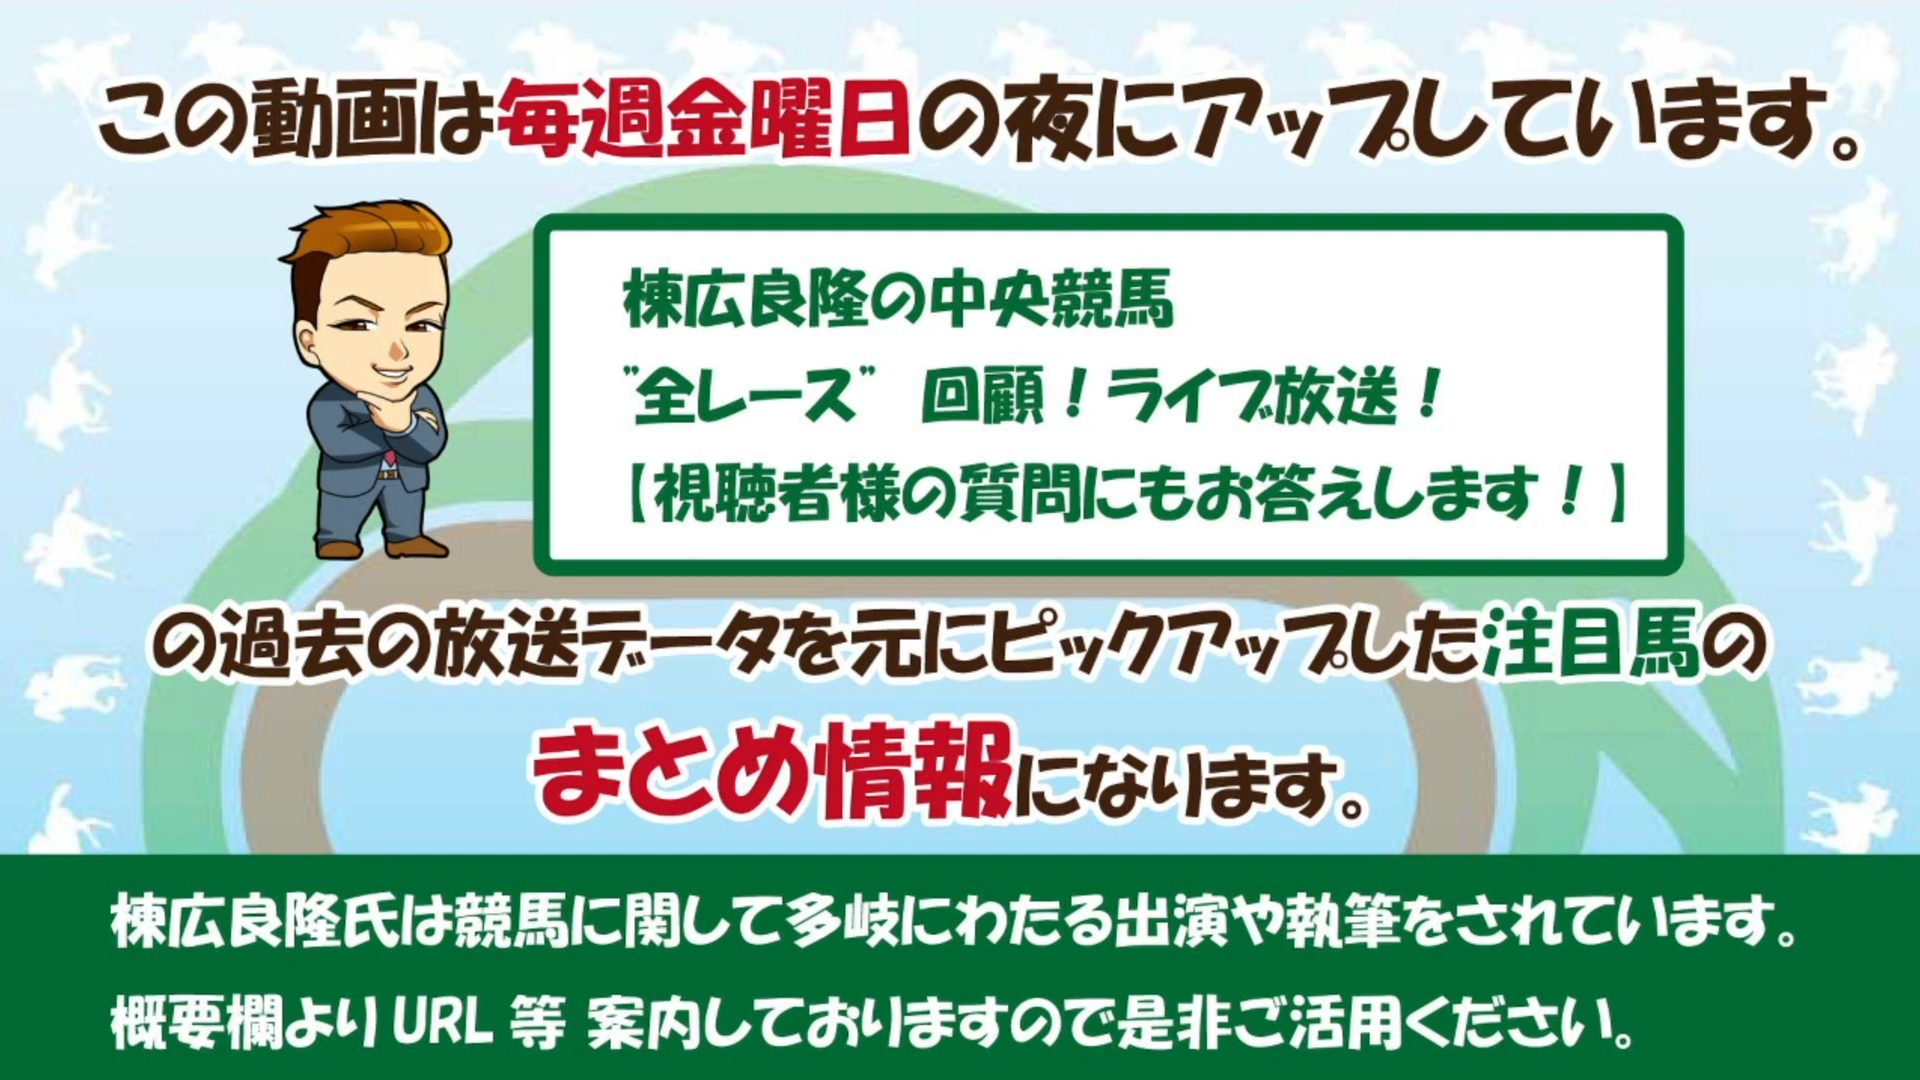 この動画は毎週金曜日の夜にアップしています。
棟広良隆の中央競馬
"全レース" 回顧！ライブ放送！
【視聴者様の質問にもお答えします！】
の過去の放送データを元にピックアップした注目馬の
まとめ情報になります。
棟広良隆氏は競馬に関して多岐にわたる出演や執筆をされています。
概要欄よりURL等 案内しておりますので是非ご活用ください。